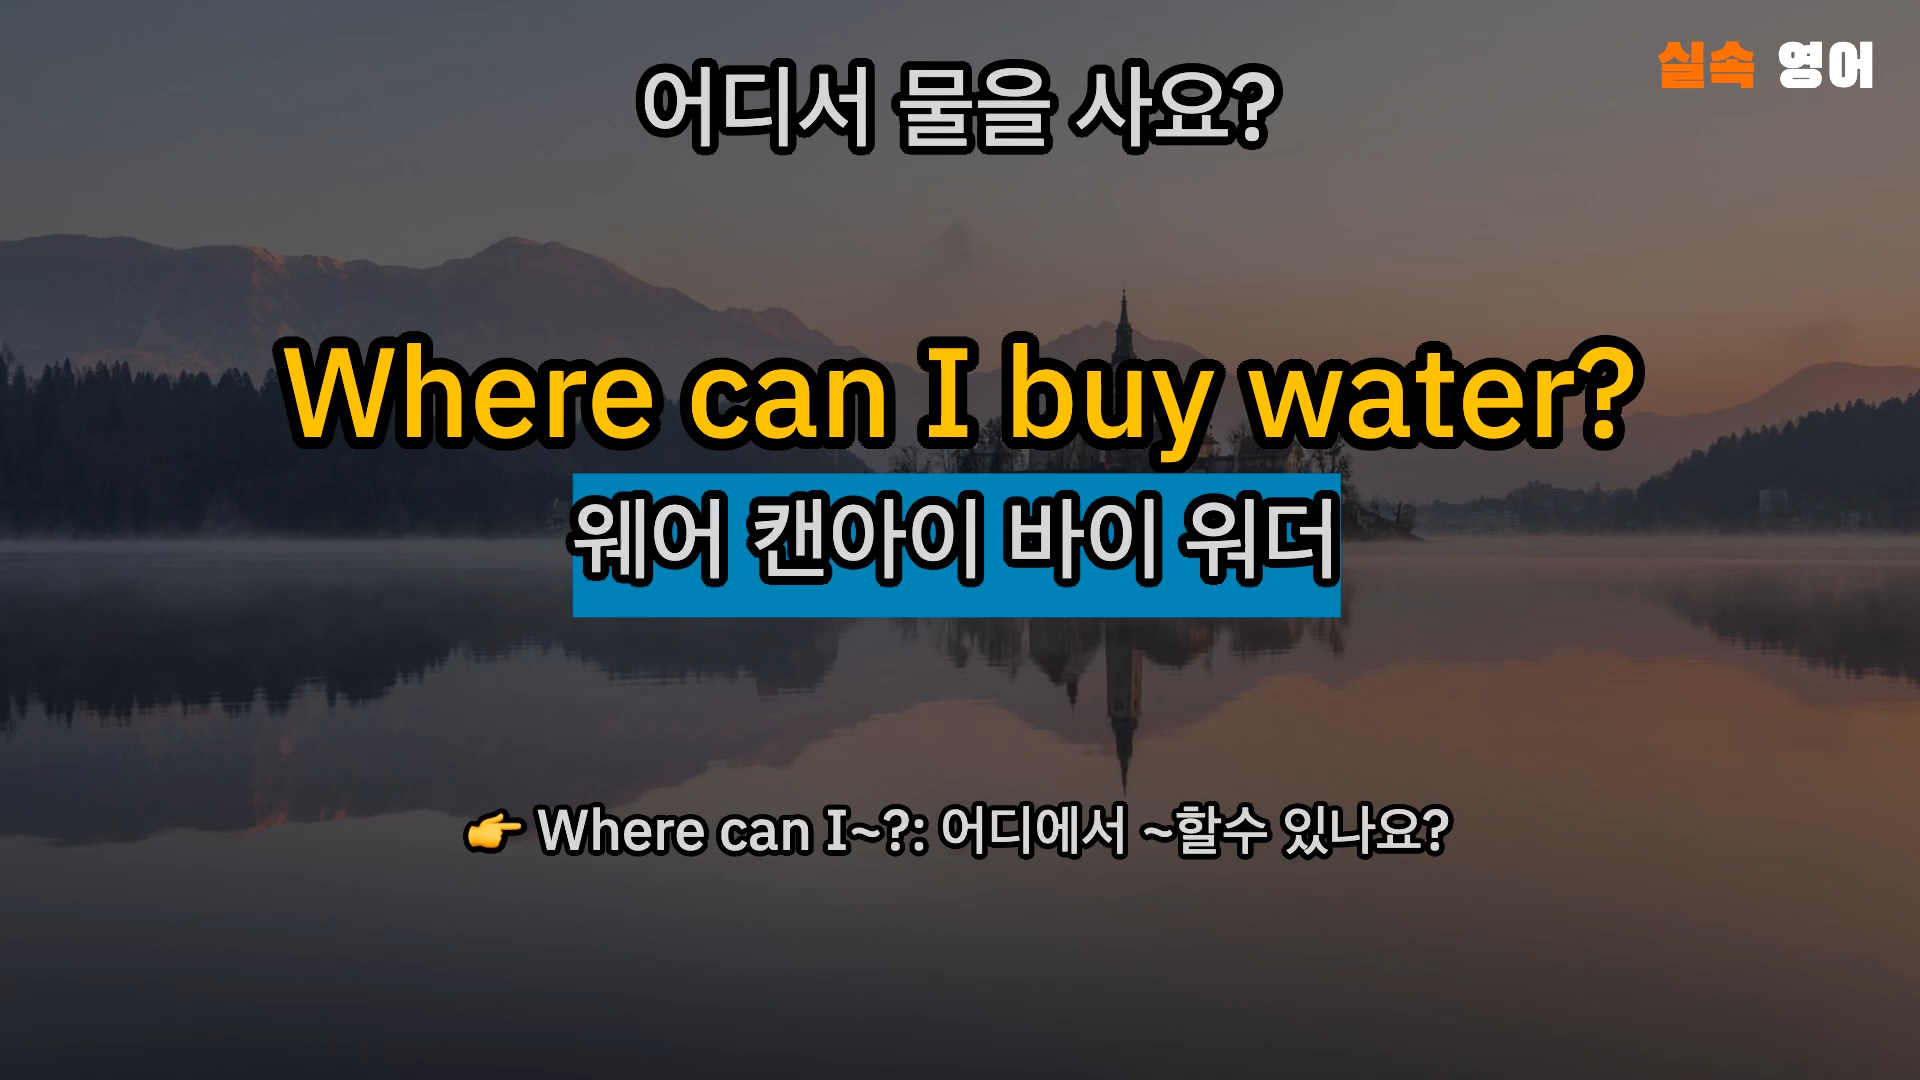 어디서 물을 사요?
실속 영어
Where can I buy water?
웨어 캔아이 바이 워더
👉 Where can I~?: 어디에서 ~할수 있나요?